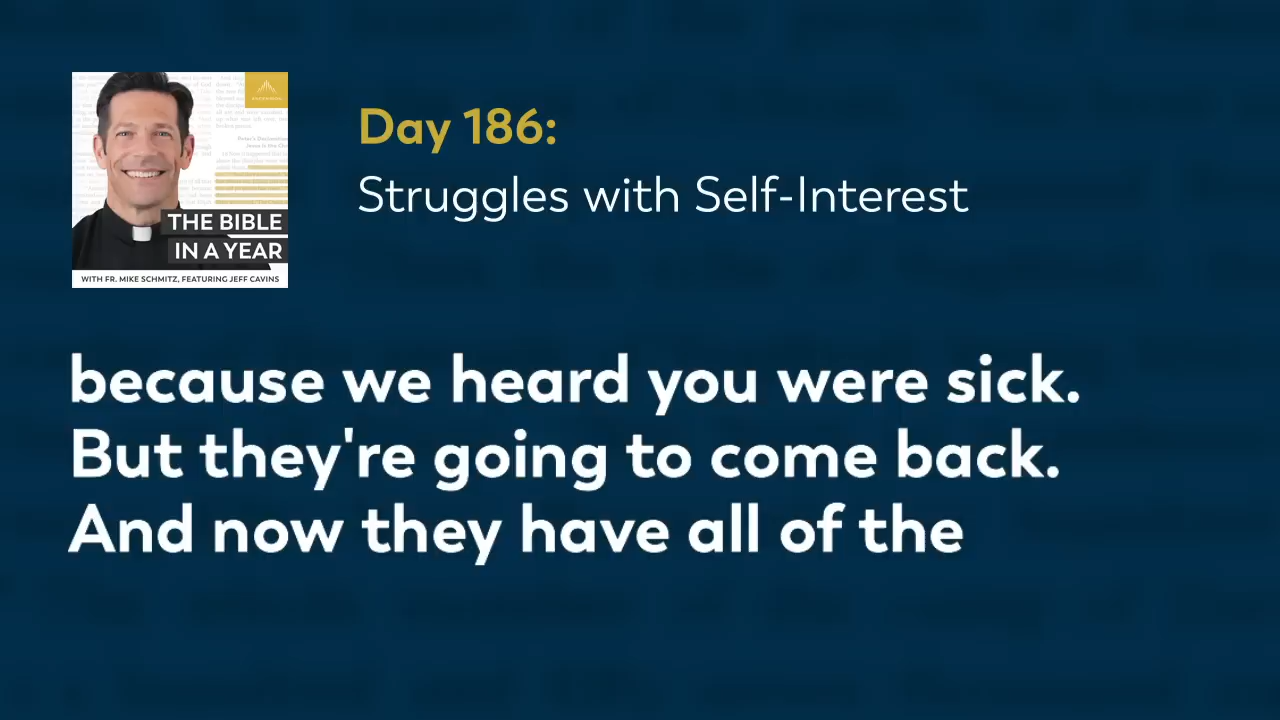 Day 186:
Struggles with Self-Interest
THE BIBLE
IN A YEAR
WITH FR. MIKE SCHMITZ, FEATURING JEFF CAVINS
because we heard you were sick.
But they're going to come back.
And now they have all of the